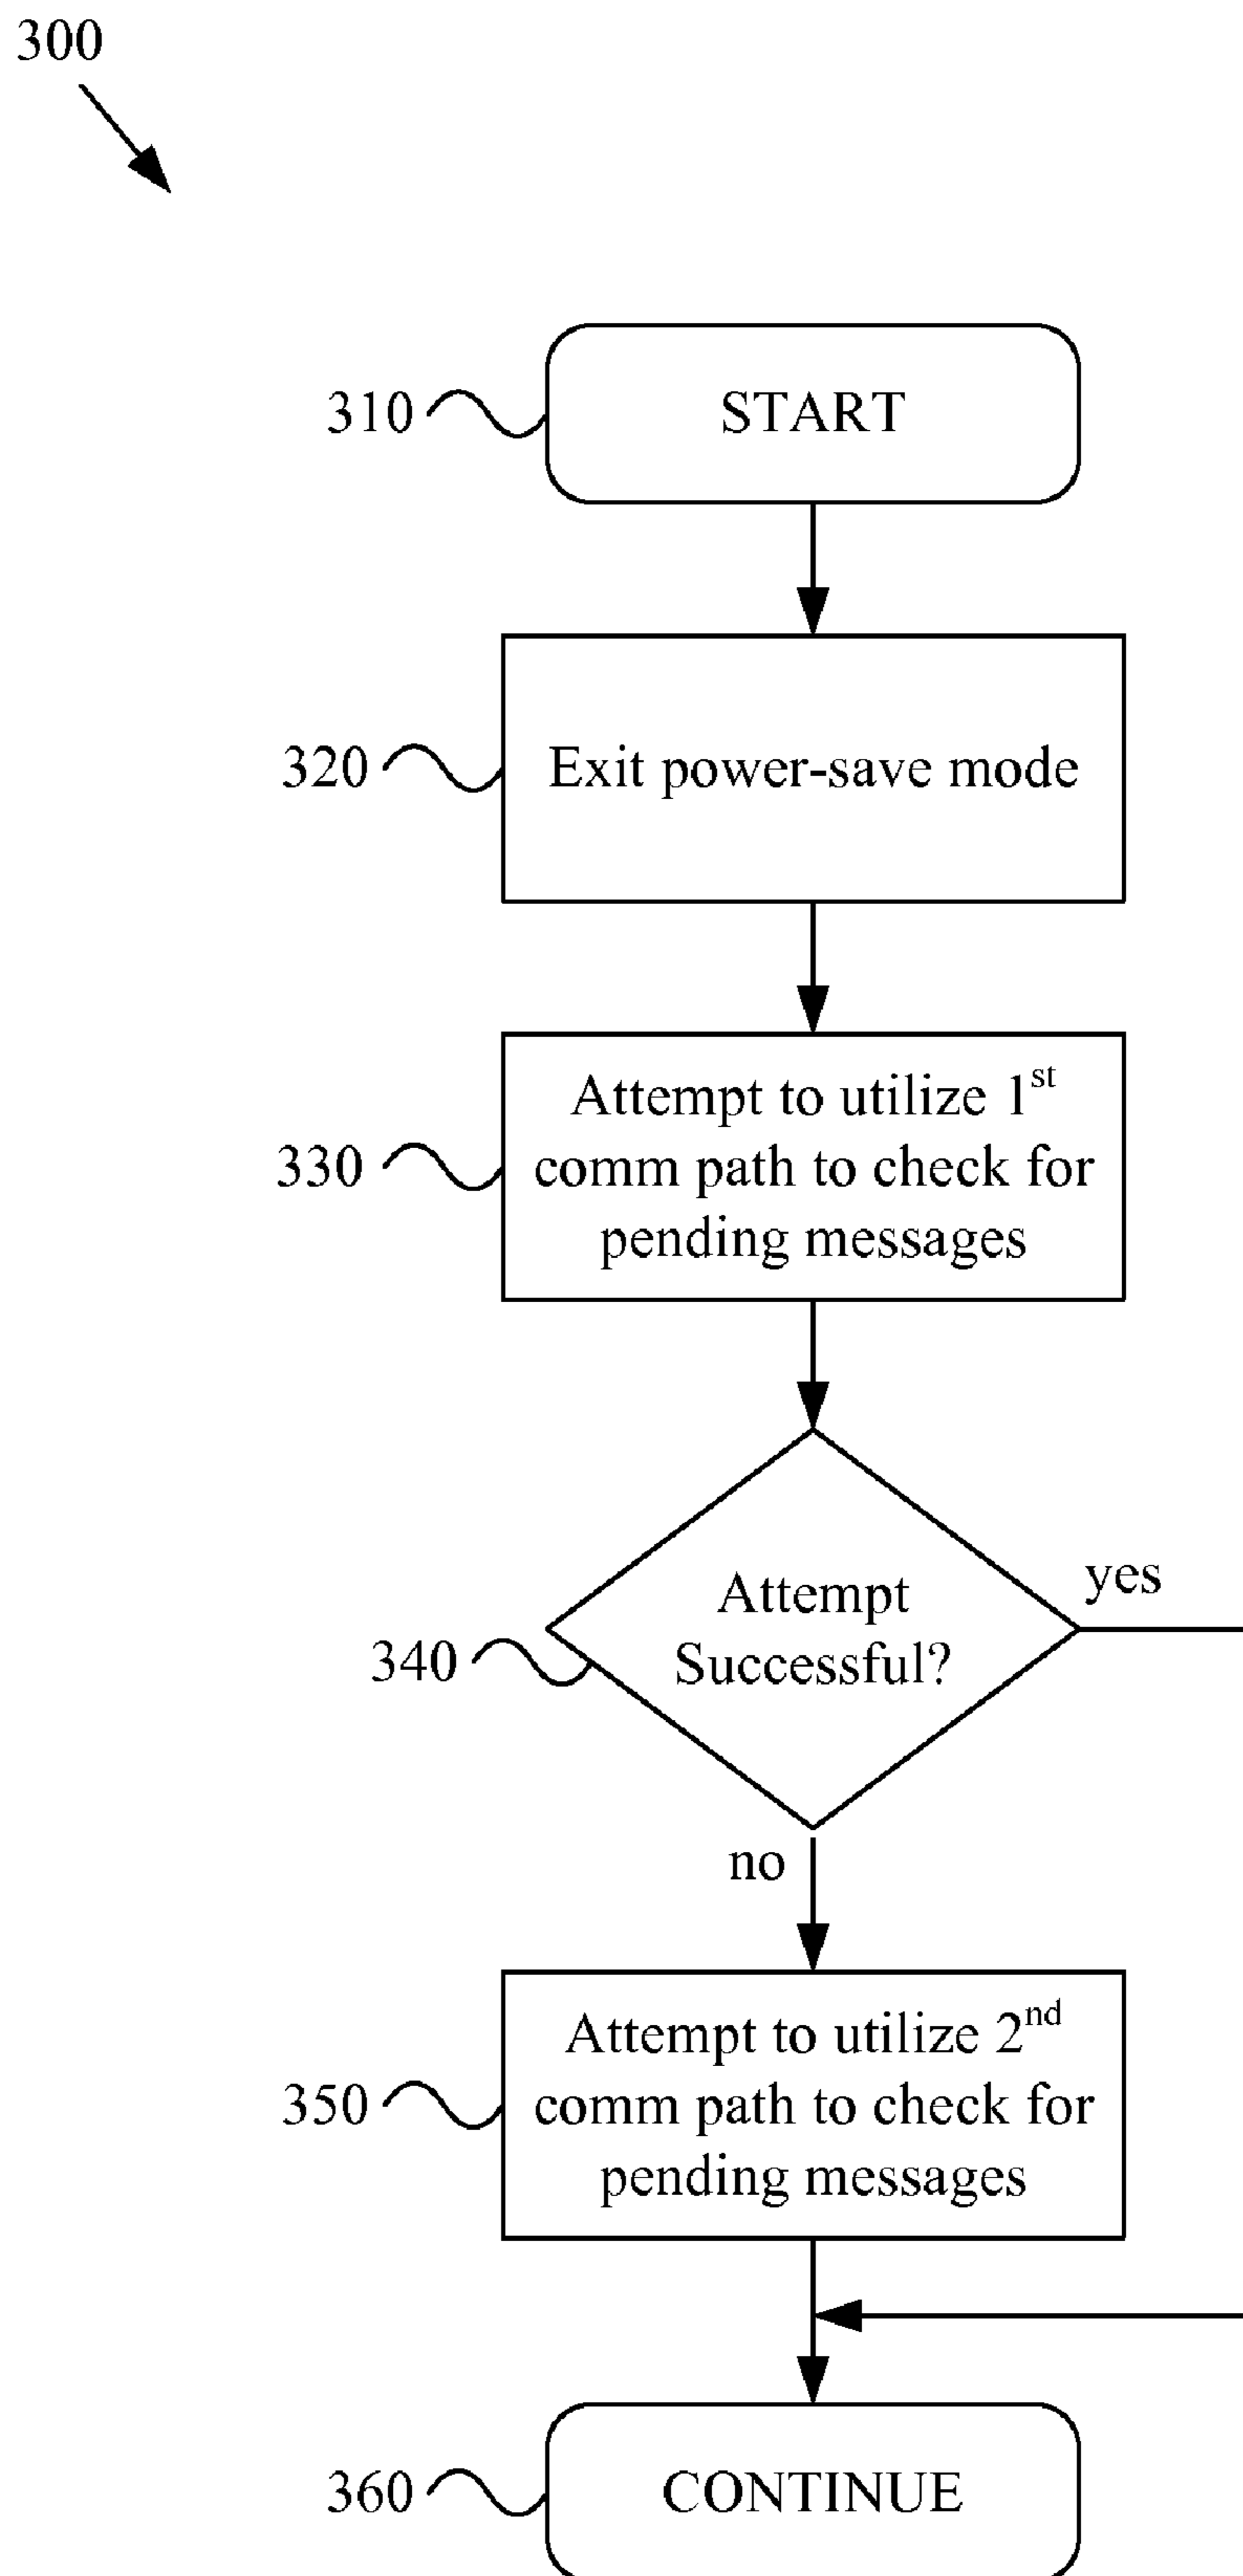 300
310
START
320
Exit power-save mode
330
Attempt to utilize 1st
comm path to check for
pending messages
340
Attempt
Successful?
yes
no
350
Attempt to utilize 2nd
comm path to check for
pending messages
360
CONTINUE